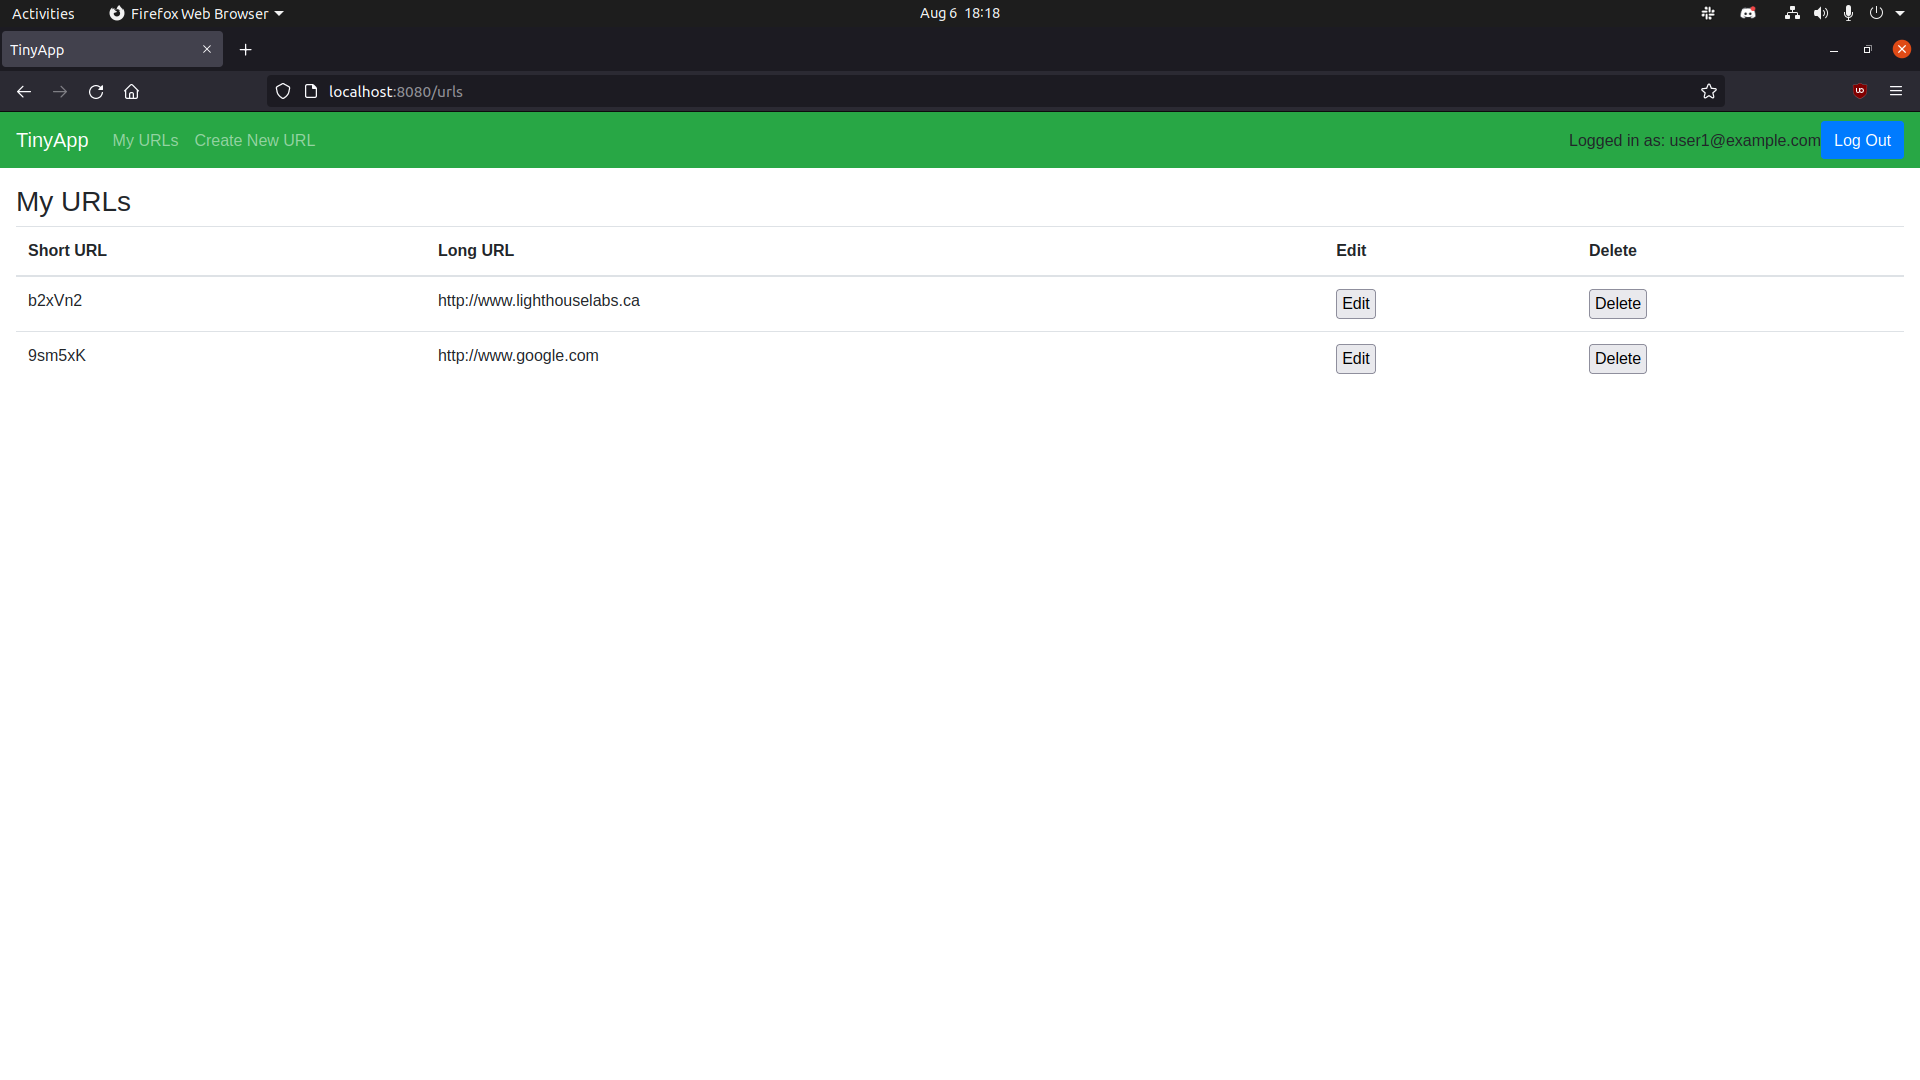 Activities Firefox Web Browser Aug 6 18:18
TinyApp
localhost:8080/urls
TinyApp My URLs Create New URL Logged in as: user1@example.com Log Out
My URLs
Short URL Long URL Edit Delete
b2xVn2 http://www.lighthouselabs.ca Edit Delete
9sm5xK http://www.google.com Edit Delete